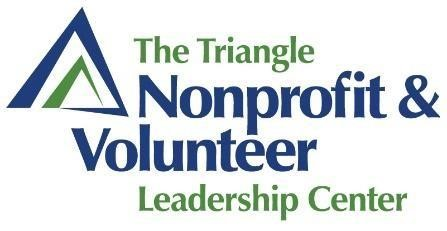 The Triangle
Nonprofit &
Volunteer
Leadership Center